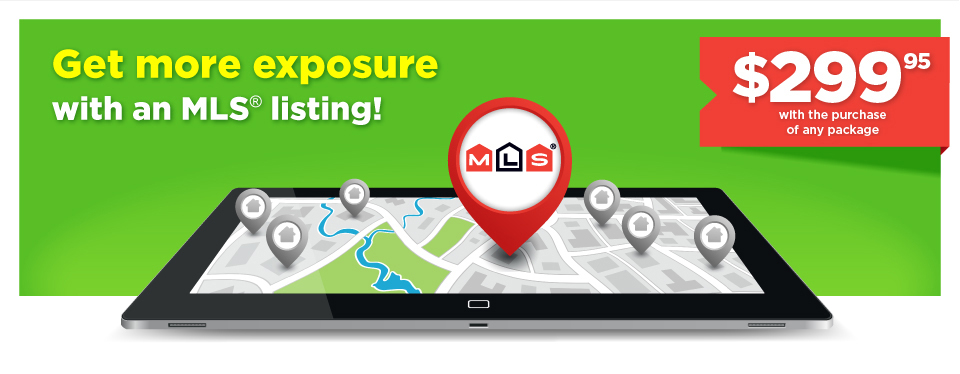 Get more exposure
with an MLS® listing!
$299 95
with the purchase
of any package
MLS®